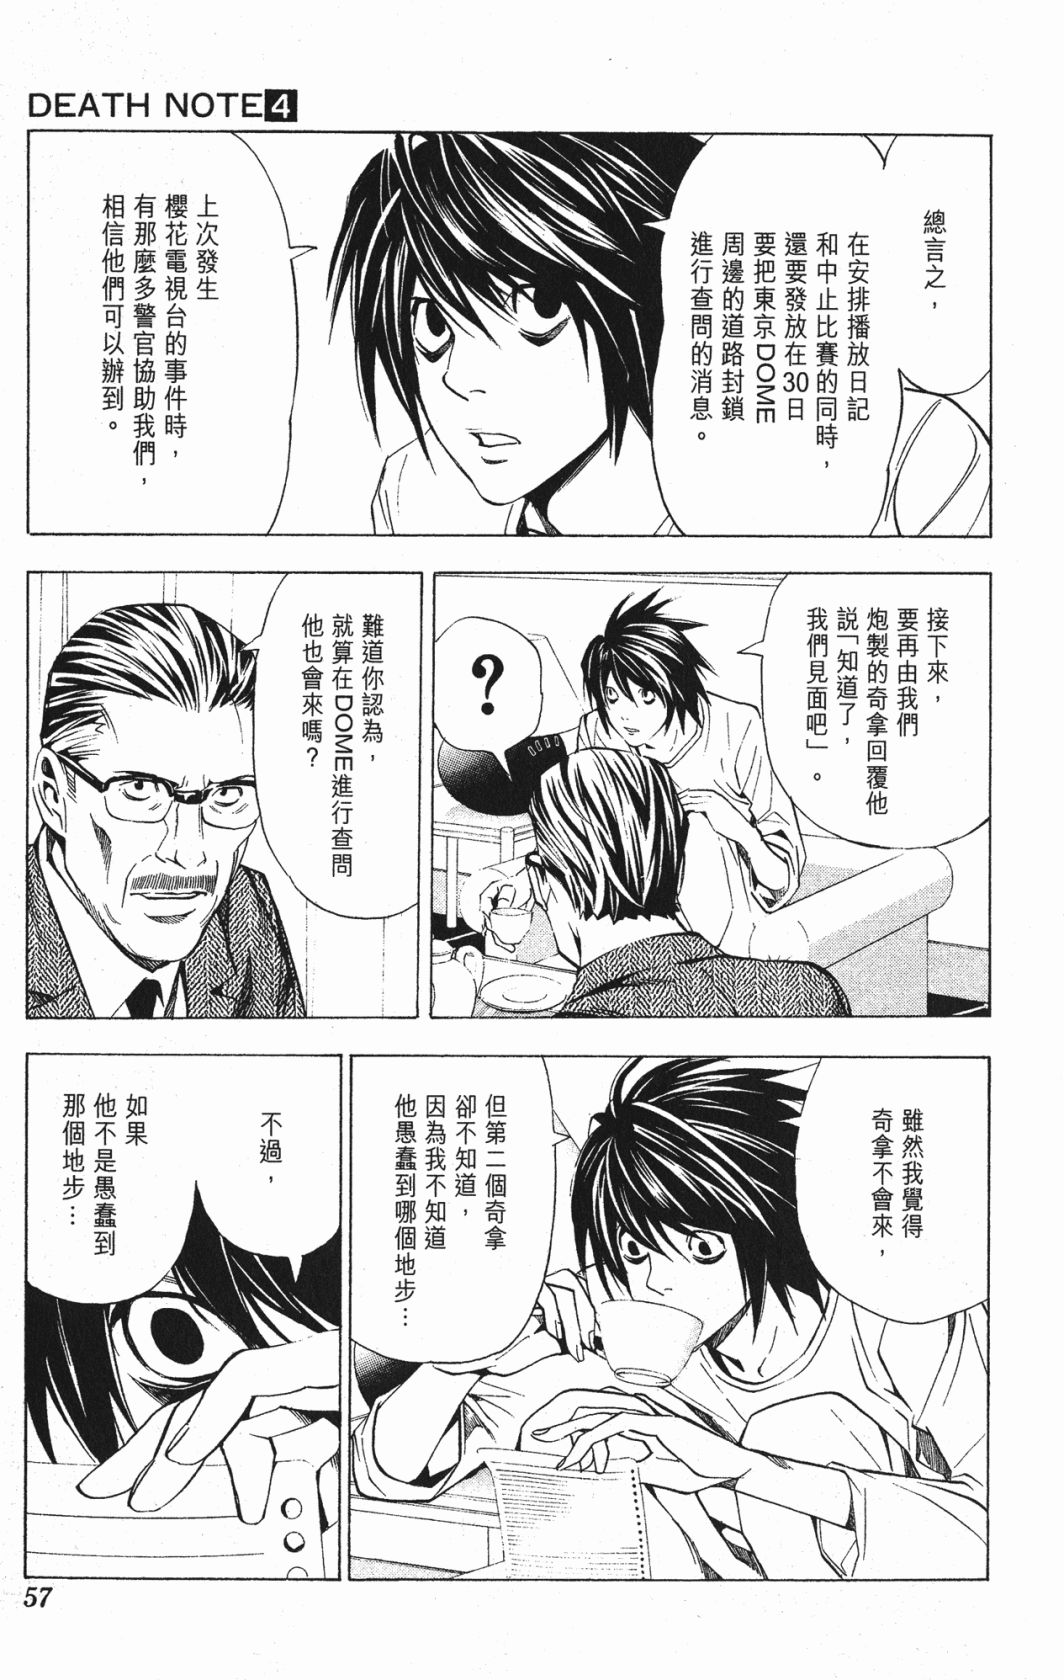 DEATH NOTE 4
總言之，
在安排播放日記
和中止比賽的同時，
還要發放在30日
要把東京DOME
周邊的道路封鎖
進行查問的消息。
上次發生
櫻花電視台的事件時，
有那麼多警官協助我們，
相信他們可以辦到。
接下來，
要再由我們
炮製的奇拿回覆他
說「知道了，
我們見面吧」。
？
難道你認為，
就算在DOME進行查問
他也會來嗎？
雖然我覺得
奇拿不會來，
但第二個奇拿
卻不知道，
因為我不知道
他愚蠢到哪個地步…
不過，
如果
他不是愚蠢到
那個地步…
57